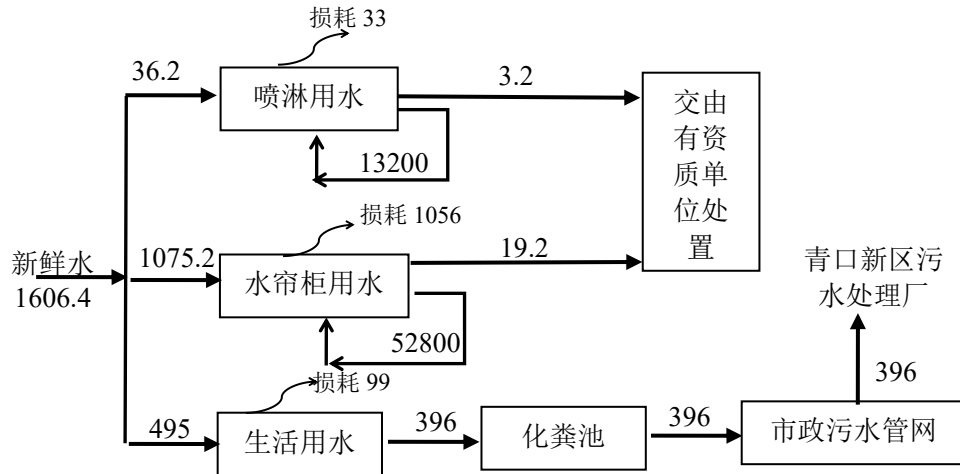 损耗 33
36.2
喷淋用水
3.2
13200
交由
有资
质单
位处
置
损耗 1056
新鲜水
1606.4
1075.2
水帘柜用水
19.2
52800
青口新区污
水处理厂
396
损耗 99
495
生活用水
396
化粪池
396
市政污水管网